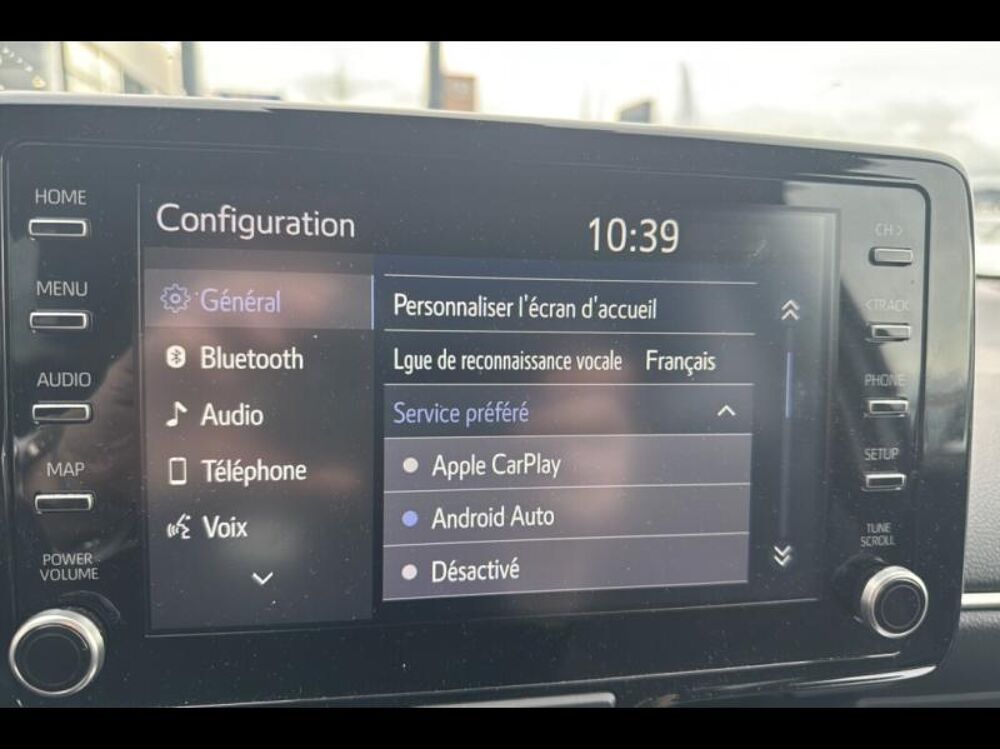 HOME
MENU
AUDIO
MAP
POWER
VOLUME
Configuration
10:39
Général
Bluetooth
Audio
Téléphone
Voix
Personnaliser l'écran d'accueil
Lgue de reconnaissance vocale Français
Service préféré
Apple CarPlay
Android Auto
Désactivé
CH >
< TRACK
PHONE
SETUP
TUNE
SCROLL